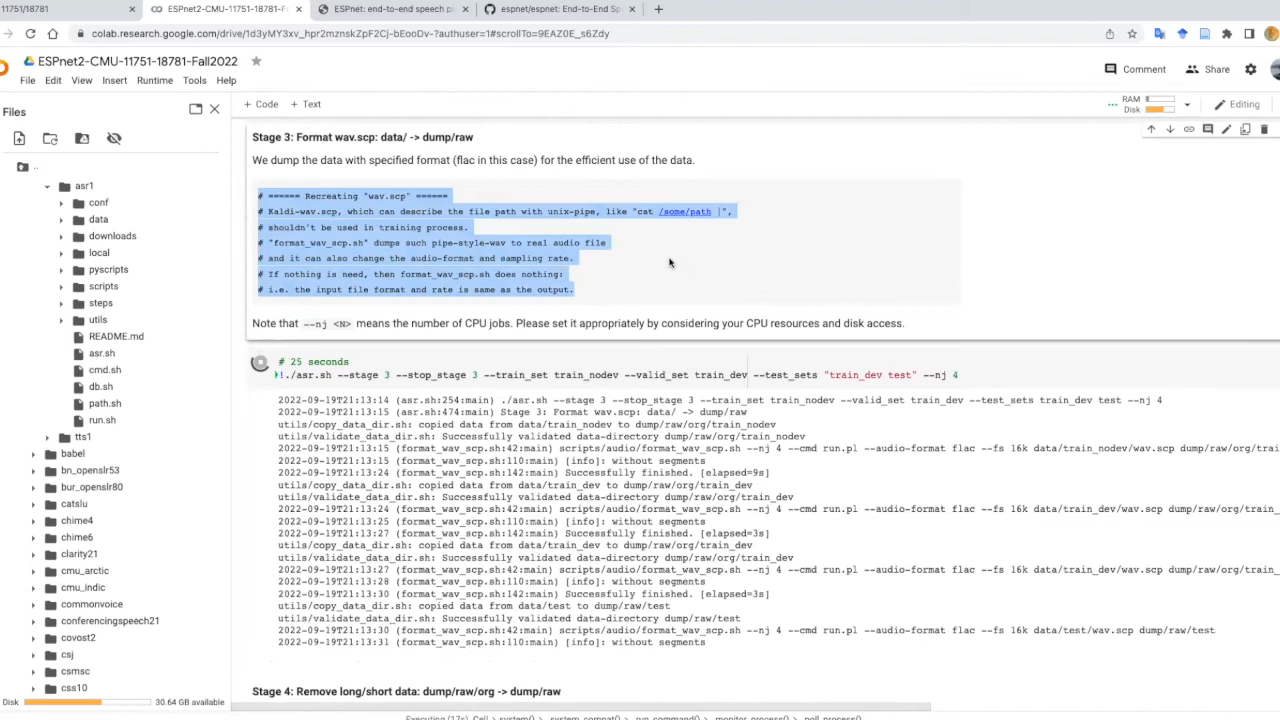 11751/18781
ESPnet2-CMU-11751-18781-F
ESPnet: end-to-end speech p
espnet/espnet: End-to-End Sp
colab.research.google.com/drive/1d3yMY3xv_hpr2mznskZpF2Cj-bEooDv-?authuser=1#scrollTo=9EAZ0E_s6Zdy
ESPnet2-CMU-11751-18781-Fall2022
File Edit View Insert Runtime Tools Help
Comment Share
Files
+ Code + Text
RAM
Disk
Editing
..
asr1
conf
data
downloads
local
pyscripts
scripts
steps
utils
README.md
asr.sh
cmd.sh
db.sh
path.sh
run.sh
tts1
babel
bn_openslr53
bur_openslr80
catslu
chime4
chime6
clarity21
cmu_arctic
cmu_indic
commonvoice
conferencingspeech21
covost2
csj
csmsc
css10
Disk 30.64 GB available
Stage 3: Format wav.scp: data/ -> dump/raw
We dump the data with specified format (flac in this case) for the efficient use of the data.
# ====== Recreating "wav.scp" ======
# Kaldi-wav.scp, which can describe the file path with unix-pipe, like "cat /some/path |",
# shouldn't be used in training process.
# "format_wav_scp.sh" dumps such pipe-style-wav to real audio file
# and it can also change the audio-format and sampling rate.
# If nothing is need, then format_wav_scp.sh does nothing:
# i.e. the input file format and rate is same as the output.
Note that --nj <N> means the number of CPU jobs. Please set it appropriately by considering your CPU resources and disk access.
# 25 seconds
!./asr.sh --stage 3 --stop_stage 3 --train_set train_nodev --valid_set train_dev --test_sets "train_dev test" --nj 4
2022-09-19T21:13:14 (asr.sh:254:main) ./asr.sh --stage 3 --stop_stage 3 --train_set train_nodev --valid_set train_dev --test_sets train_dev test --nj 4
2022-09-19T21:13:15 (asr.sh:474:main) Stage 3: Format wav.scp: data/ -> dump/raw
utils/copy_data_dir.sh: copied data from data/train_nodev to dump/raw/org/train_nodev
utils/validate_data_dir.sh: Successfully validated data-directory dump/raw/org/train_nodev
2022-09-19T21:13:15 (format_wav_scp.sh:42:main) scripts/audio/format_wav_scp.sh --nj 4 --cmd run.pl --audio-format flac --fs 16k data/train_nodev/wav.scp dump/raw/org/trai
2022-09-19T21:13:15 (format_wav_scp.sh:110:main) [info]: without segments
2022-09-19T21:13:24 (format_wav_scp.sh:142:main) Successfully finished. [elapsed=9s]
utils/copy_data_dir.sh: copied data from data/train_dev to dump/raw/org/train_dev
utils/validate_data_dir.sh: Successfully validated data-directory dump/raw/org/train_dev
2022-09-19T21:13:24 (format_wav_scp.sh:42:main) scripts/audio/format_wav_scp.sh --nj 4 --cmd run.pl --audio-format flac --fs 16k data/train_dev/wav.scp dump/raw/org/train_
2022-09-19T21:13:25 (format_wav_scp.sh:110:main) [info]: without segments
2022-09-19T21:13:27 (format_wav_scp.sh:142:main) Successfully finished. [elapsed=3s]
utils/copy_data_dir.sh: copied data from data/train_dev to dump/raw/org/train_dev
utils/validate_data_dir.sh: Successfully validated data-directory dump/raw/org/train_dev
2022-09-19T21:13:27 (format_wav_scp.sh:42:main) scripts/audio/format_wav_scp.sh --nj 4 --cmd run.pl --audio-format flac --fs 16k data/train_dev/wav.scp dump/raw/org/train_
2022-09-19T21:13:28 (format_wav_scp.sh:110:main) [info]: without segments
2022-09-19T21:13:30 (format_wav_scp.sh:142:main) Successfully finished. [elapsed=3s]
utils/copy_data_dir.sh: copied data from data/test to dump/raw/test
utils/validate_data_dir.sh: Successfully validated data-directory dump/raw/test
2022-09-19T21:13:30 (format_wav_scp.sh:42:main) scripts/audio/format_wav_scp.sh --nj 4 --cmd run.pl --audio-format flac --fs 16k data/test/wav.scp dump/raw/test
2022-09-19T21:13:31 (format_wav_scp.sh:110:main) [info]: without segments
Stage 4: Remove long/short data: dump/raw/org -> dump/raw
Executing (17s) Cell > system() > _system_compat() > _run_command() > _monitor_process() > _poll_process()